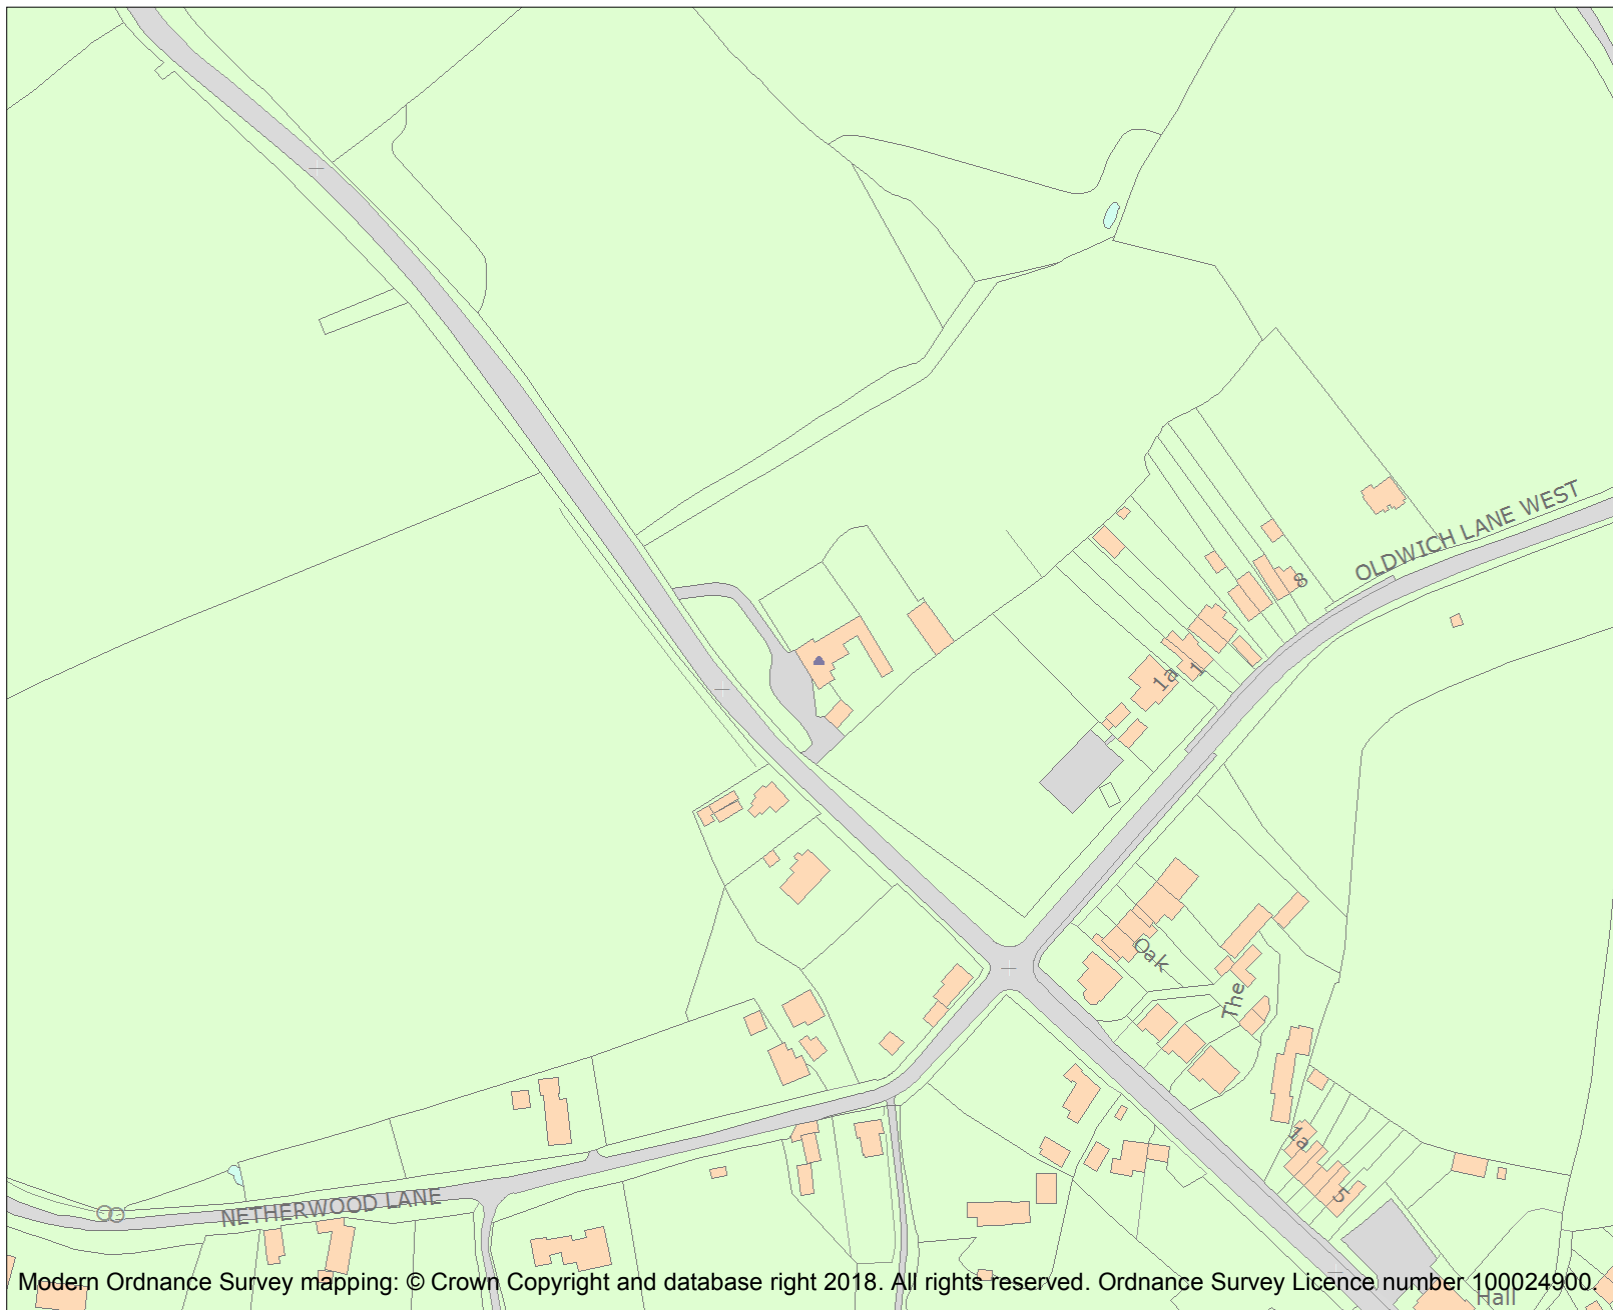 OLDWICH LANE WEST
8
1
1a
Oak
The
1a
5
NETHERWOOD LANE
Modern Ordnance Survey mapping: © Crown Copyright and database right 2018. All rights reserved. Ordnance Survey Licence number 100024900.
Hall